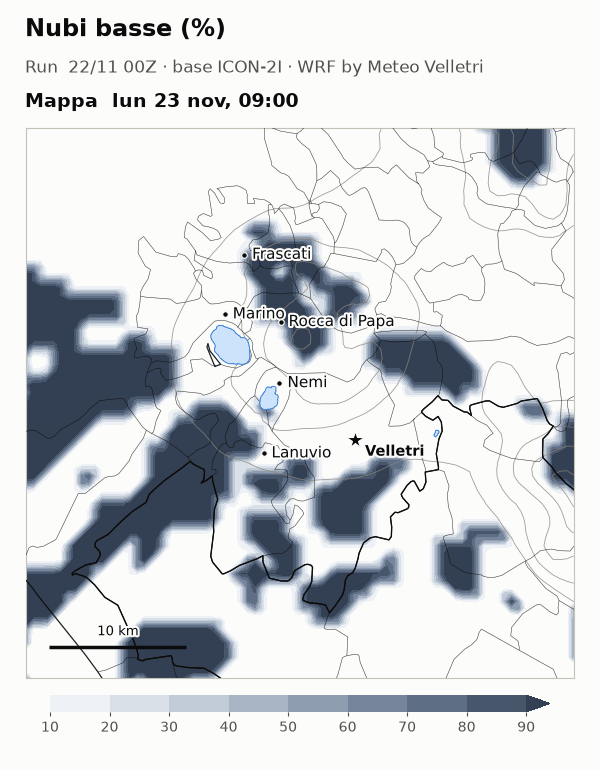 Nubi basse (%)
Run  22/11 00Z · base ICON-2I · WRF by Meteo Velletri
Mappa  lun 23 nov, 09:00
Frascati
Marino
Rocca di Papa
Nemi
Velletri
Lanuvio
10 km
10 20 30 40 50 60 70 80 90